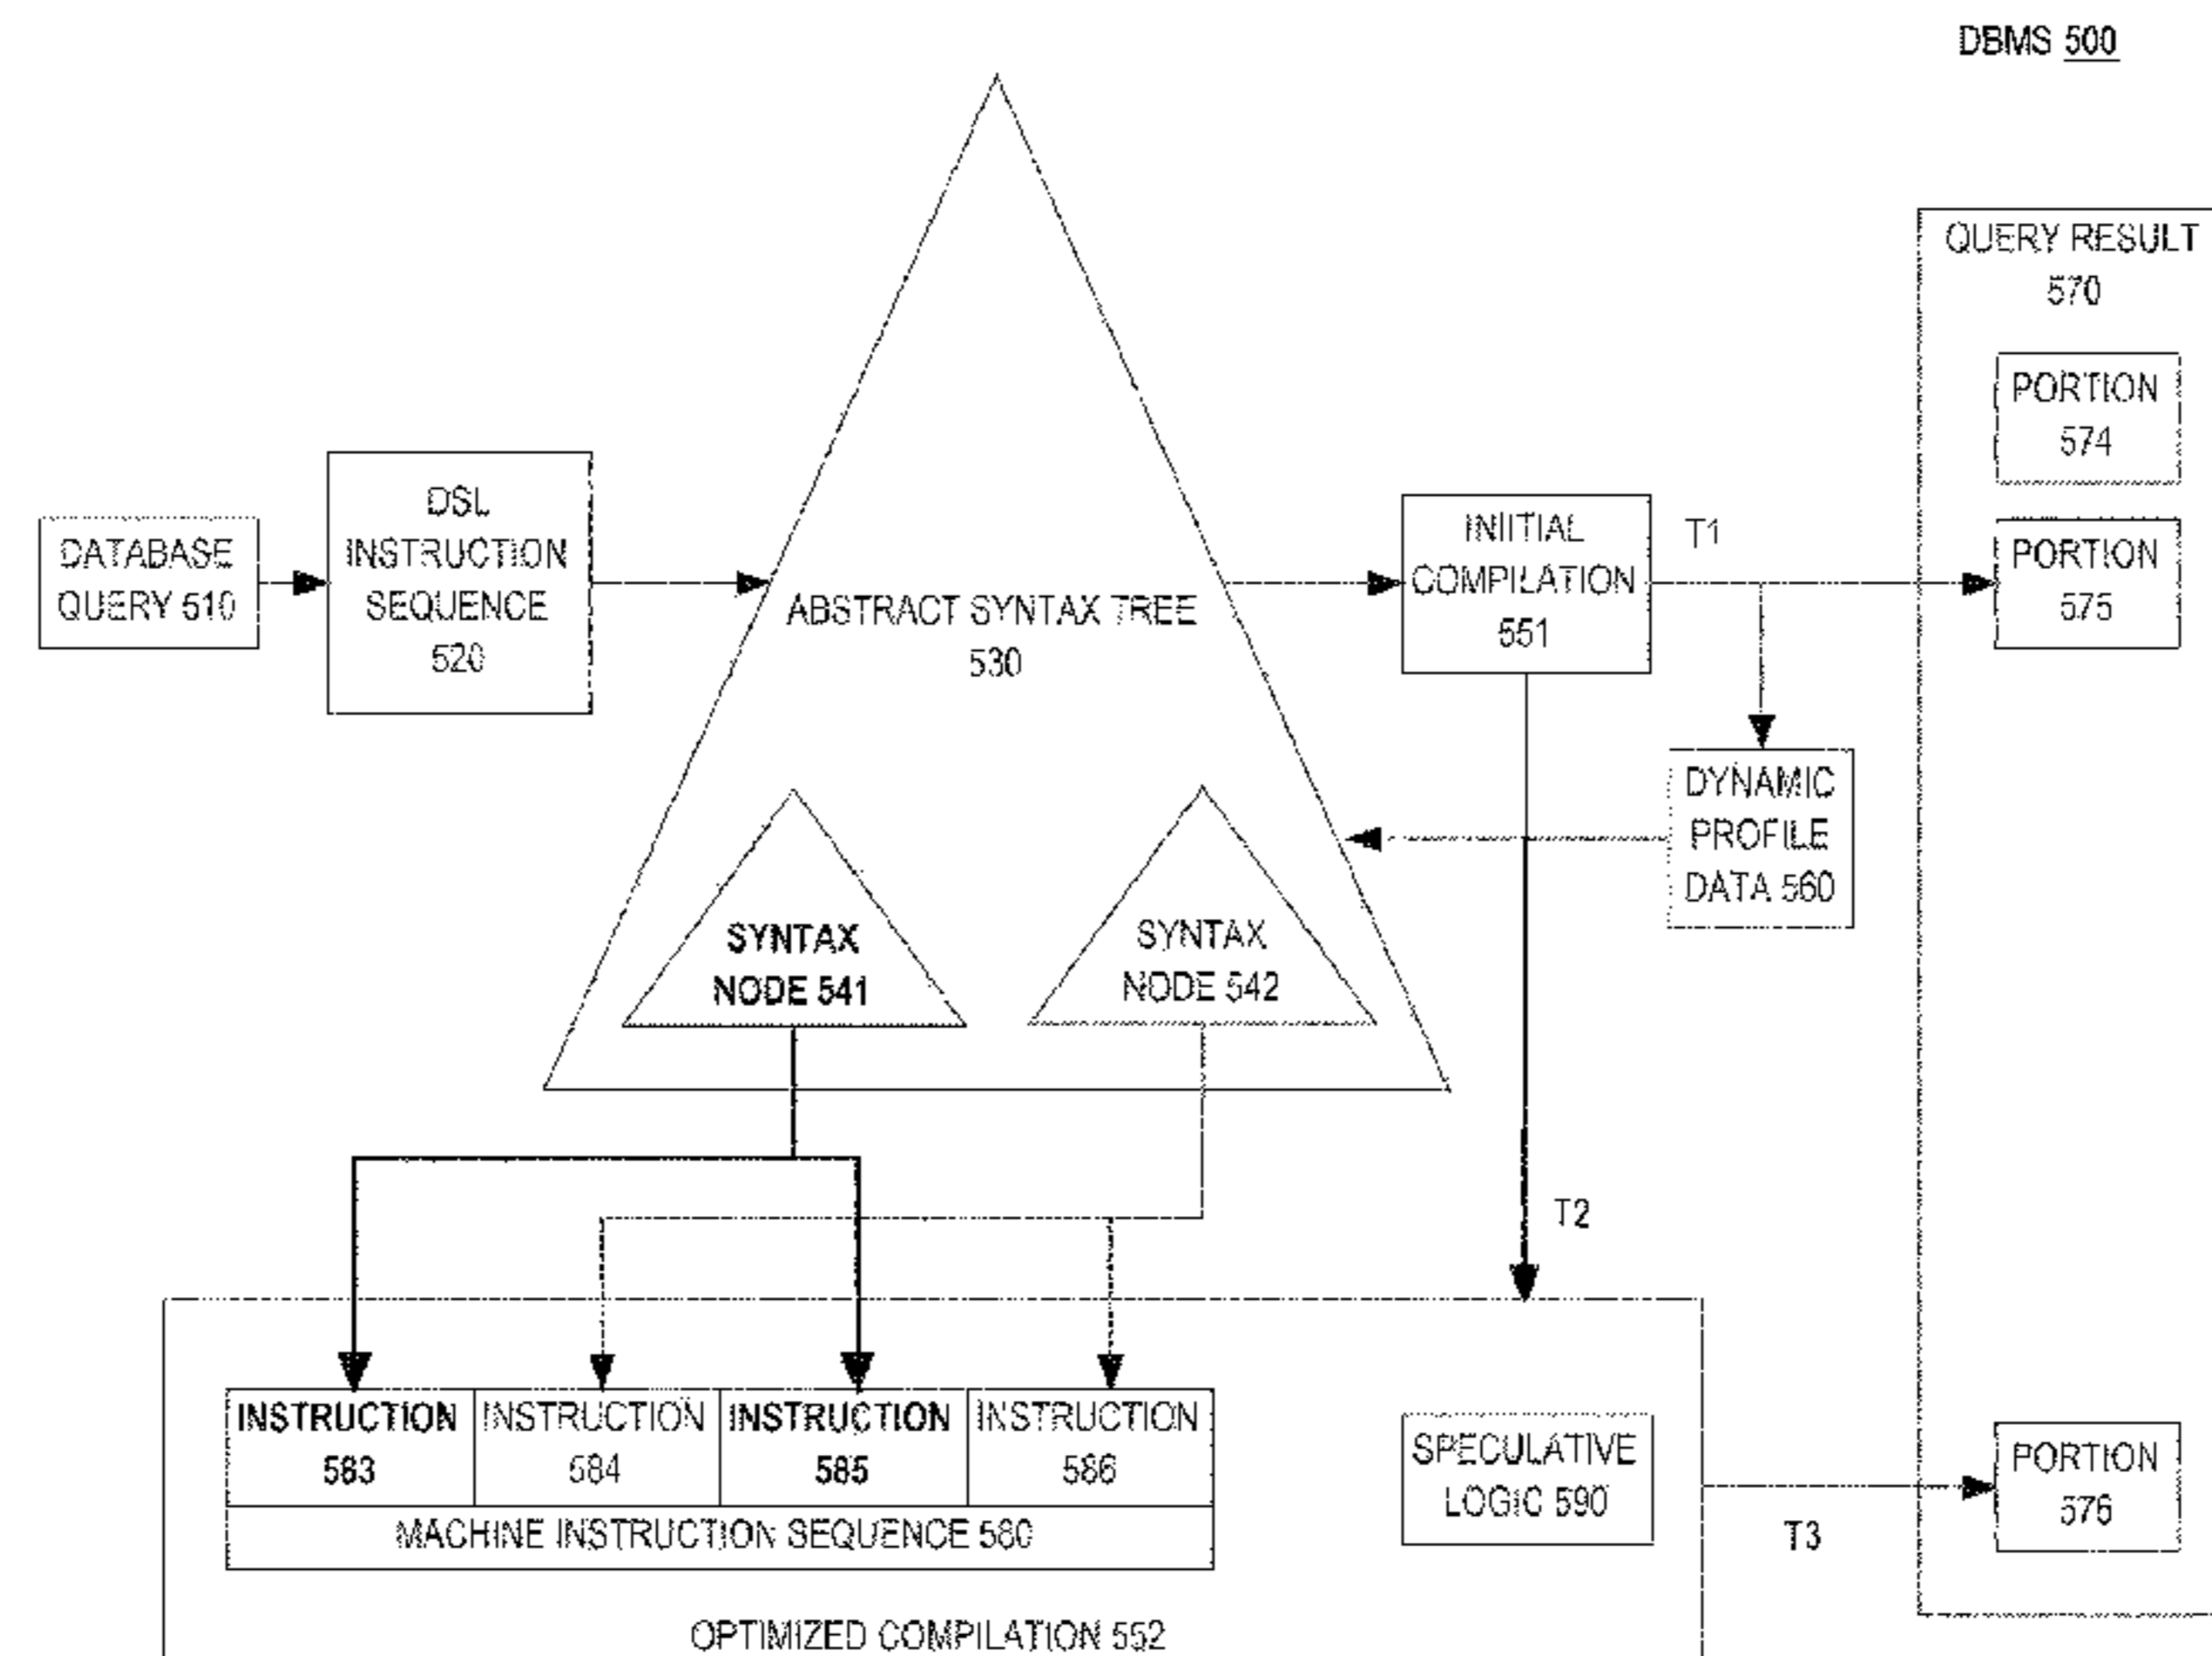 DBMS 500
QUERY RESULT
570
PORTION
574
DATABASE
QUERY 510
DSL
INSTRUCTION
SEQUENCE
520
ABSTRACT SYNTAX TREE
530
INIITIAL
COMPILATION
551
T1
PORTION
575
DYNAMIC
PROFILE
DATA 560
SYNTAX
NODE 541
SYNTAX
NODE 542
T2
INSTRUCTION
583
INSTRUCTION
584
INSTRUCTION
585
INSTRUCTION
586
MACHINE INSTRUCTION SEQUENCE 580
SPECULATIVE
LOGIC 590
T3
PORTION
576
OPTIMIZED COMPILATION 552